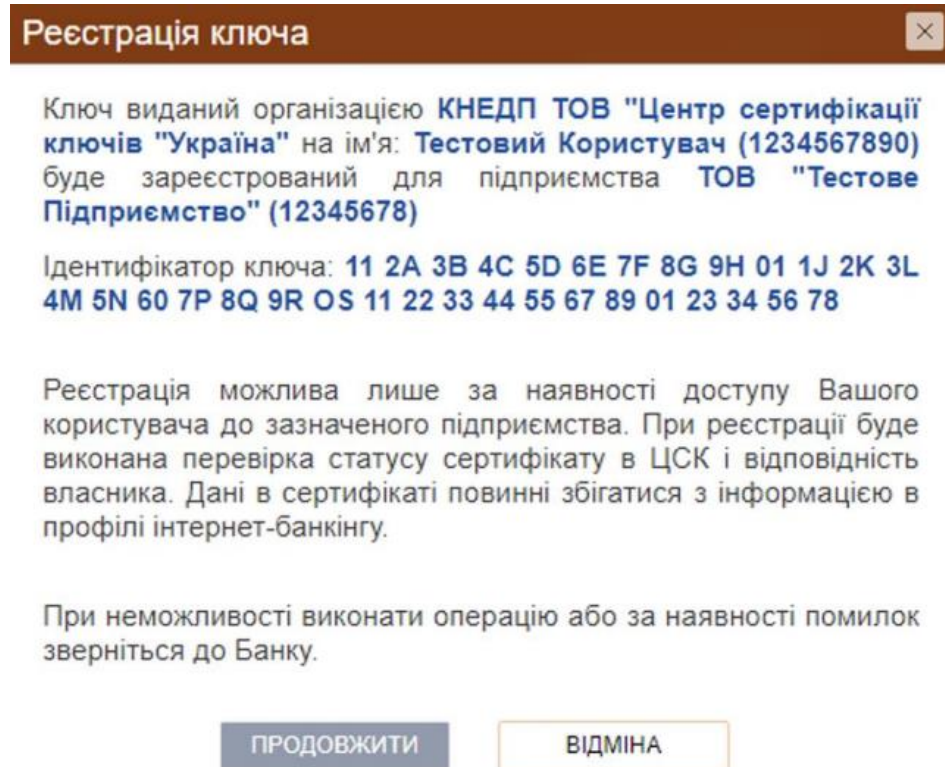 Реєстрація ключа
Ключ виданий організацією КНЕДП ТОВ "Центр сертифікації
ключів "Україна" на ім'я: Тестовий Користувач (1234567890)
буде зареєстрований для підприємства ТОВ "Тестове
Підприємство" (12345678)
Ідентифікатор ключа: 11 2A 3B 4C 5D 6E 7F 8G 9H 01 1J 2K 3L
4M 5N 60 7P 8Q 9R OS 11 22 33 44 55 67 89 01 23 34 56 78
Реєстрація можлива лише за наявності доступу Вашого
користувача до зазначеного підприємства. При реєстрації буде
виконана перевірка статусу сертифікату в ЦСК і відповідність
власника. Дані в сертифікаті повинні збігатися з інформацією в
профілі інтернет-банкінгу.
При неможливості виконати операцію або за наявності помилок
зверніться до Банку.
ПРОДОВЖИТИ ВІДМІНА